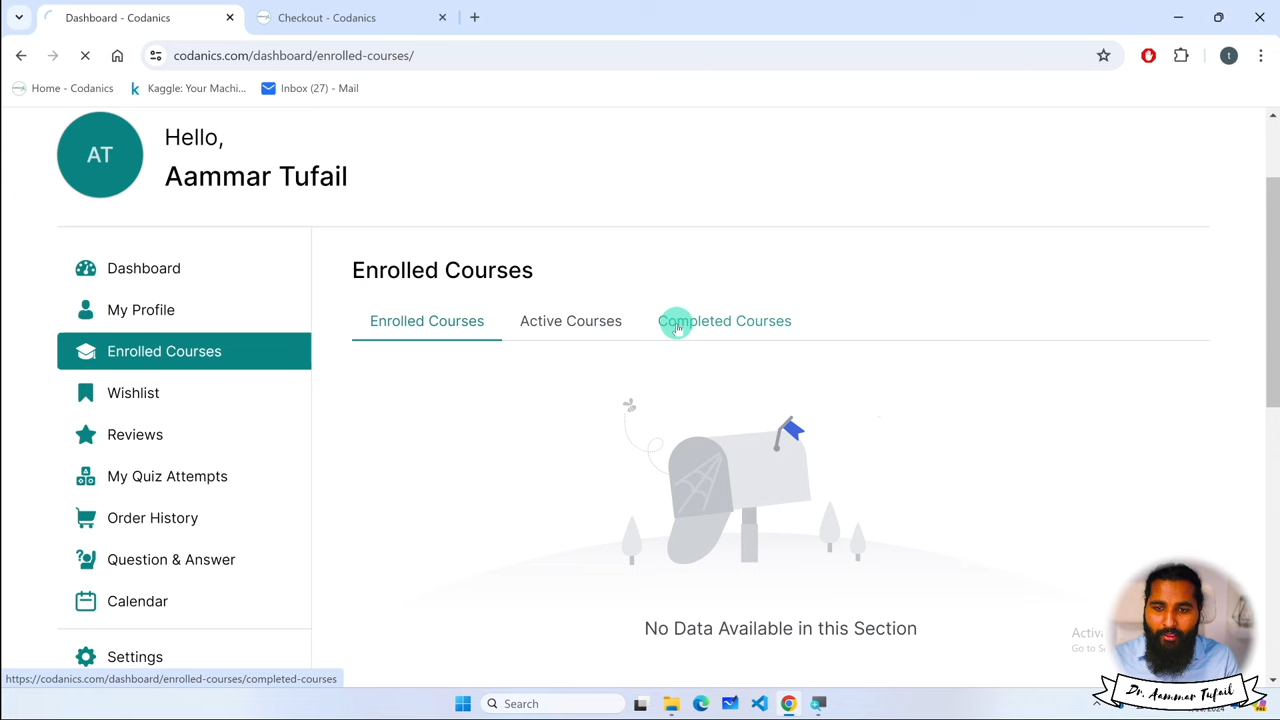 Dashboard - Codanics
Checkout - Codanics
codanics.com/dashboard/enrolled-courses/
t
Home - Codanics
k Kaggle: Your Machi...
Inbox (27) - Mail
AT
Hello,
Aammar Tufail
Dashboard
My Profile
Enrolled Courses
Wishlist
Reviews
My Quiz Attempts
Order History
Question & Answer
Calendar
Settings
Enrolled Courses
Enrolled Courses
Active Courses
Completed Courses
No Data Available in this Section
https://codanics.com/dashboard/enrolled-courses/completed-courses
Search
Dr. Aammar Tufail